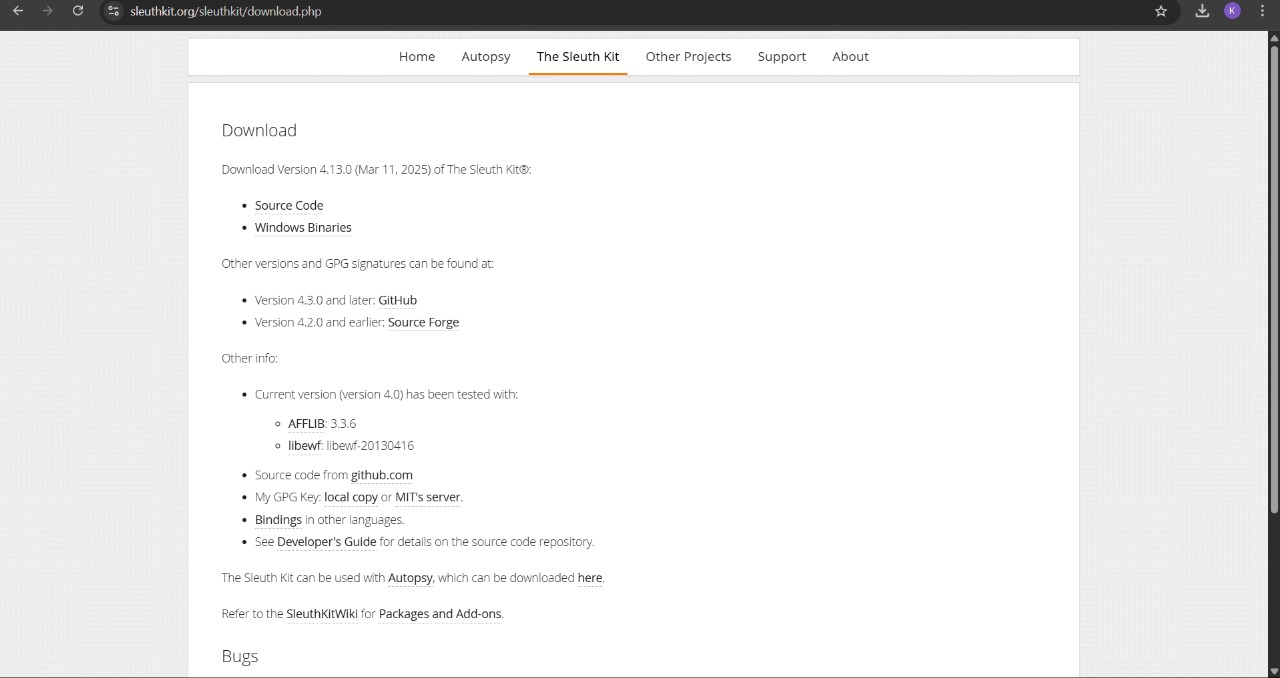 sleuthkit.org/sleuthkit/download.php
K
Home Autopsy The Sleuth Kit Other Projects Support About
Download
Download Version 4.13.0 (Mar 11, 2025) of The Sleuth Kit®:
Source Code
Windows Binaries
Other versions and GPG signatures can be found at:
Version 4.3.0 and later: GitHub
Version 4.2.0 and earlier: Source Forge
Other info:
Current version (version 4.0) has been tested with:
AFFLIB: 3.3.6
libewf: libewf-20130416
Source code from github.com
My GPG Key: local copy or MIT's server.
Bindings in other languages.
See Developer's Guide for details on the source code repository.
The Sleuth Kit can be used with Autopsy, which can be downloaded here.
Refer to the SleuthKitWiki for Packages and Add-ons.
Bugs